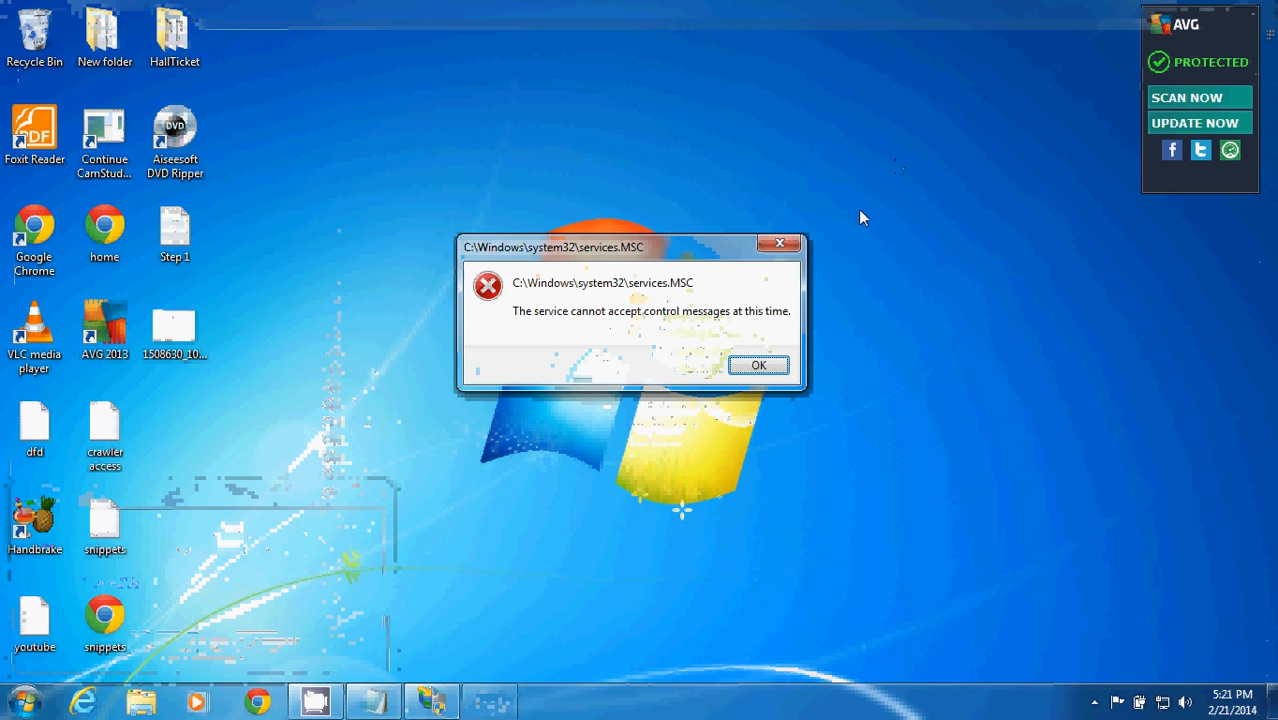 Recycle Bin
New folder
HallTicket
PDF
Foxit Reader
Continue
CamStud...
DVD
Aiseesoft
DVD Ripper
Google
Chrome
home
Step 1
VLC media
player
AVG 2013
1508630_10...
dfd
crawler
access
Handbrake
snippets
youtube
snippets
AVG
PROTECTED
SCAN NOW
UPDATE NOW
C:\Windows\system32\services.MSC
C:\Windows\system32\services.MSC
The service cannot accept control messages at this time.
OK
5:21 PM
2/21/2014